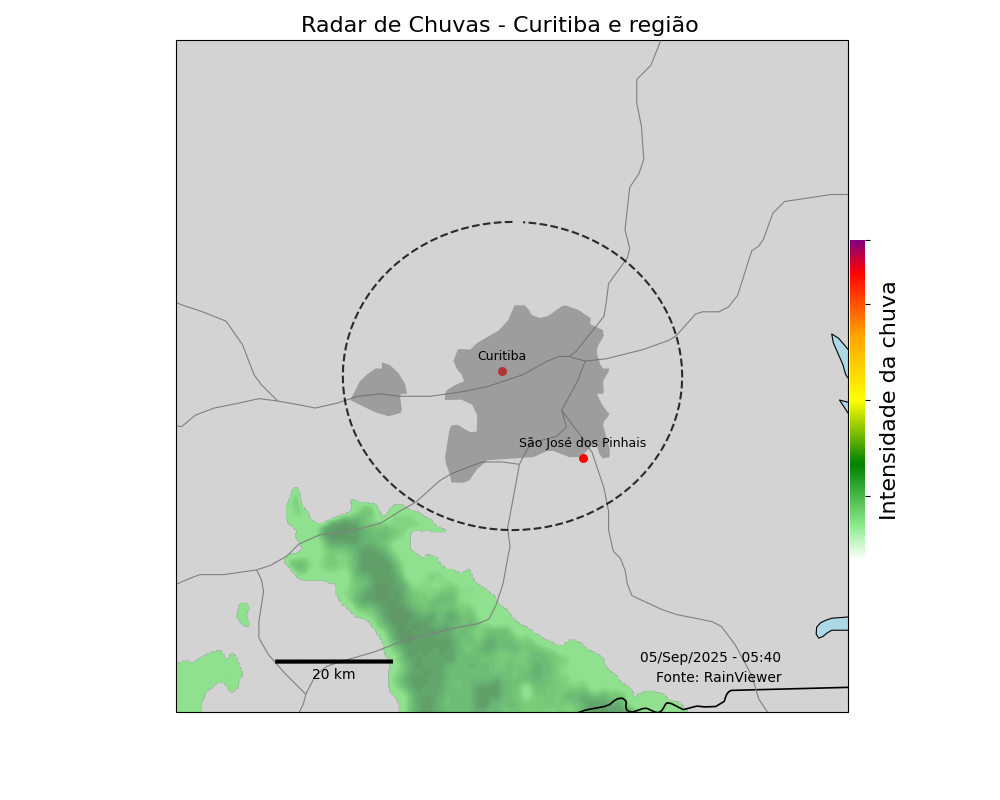 Radar de Chuvas - Curitiba e região
Curitiba
São José dos Pinhais
Intensidade da chuva
05/Sep/2025 - 05:40
Fonte: RainViewer
20 km